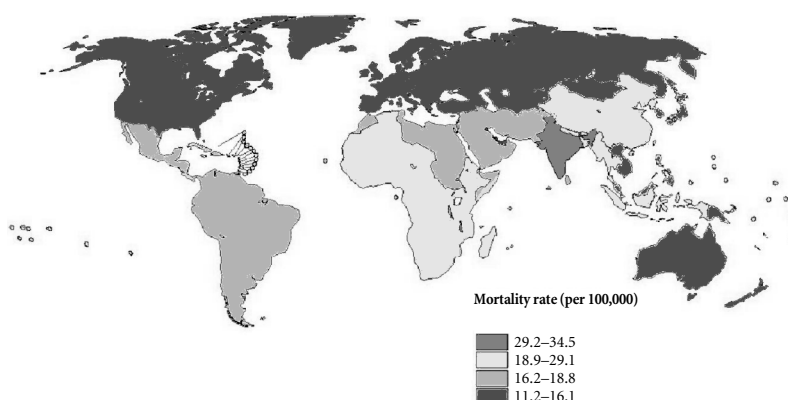 Mortality rate (per 100,000)
29.2–34.5
18.9–29.1
16.2–18.8
11.2–16.1